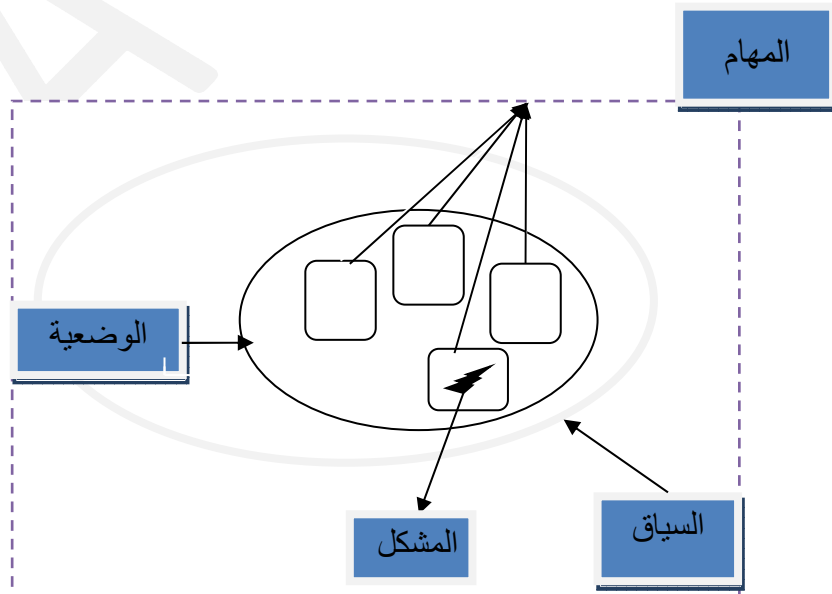 المهام
الوضعية
السياق
المشكل